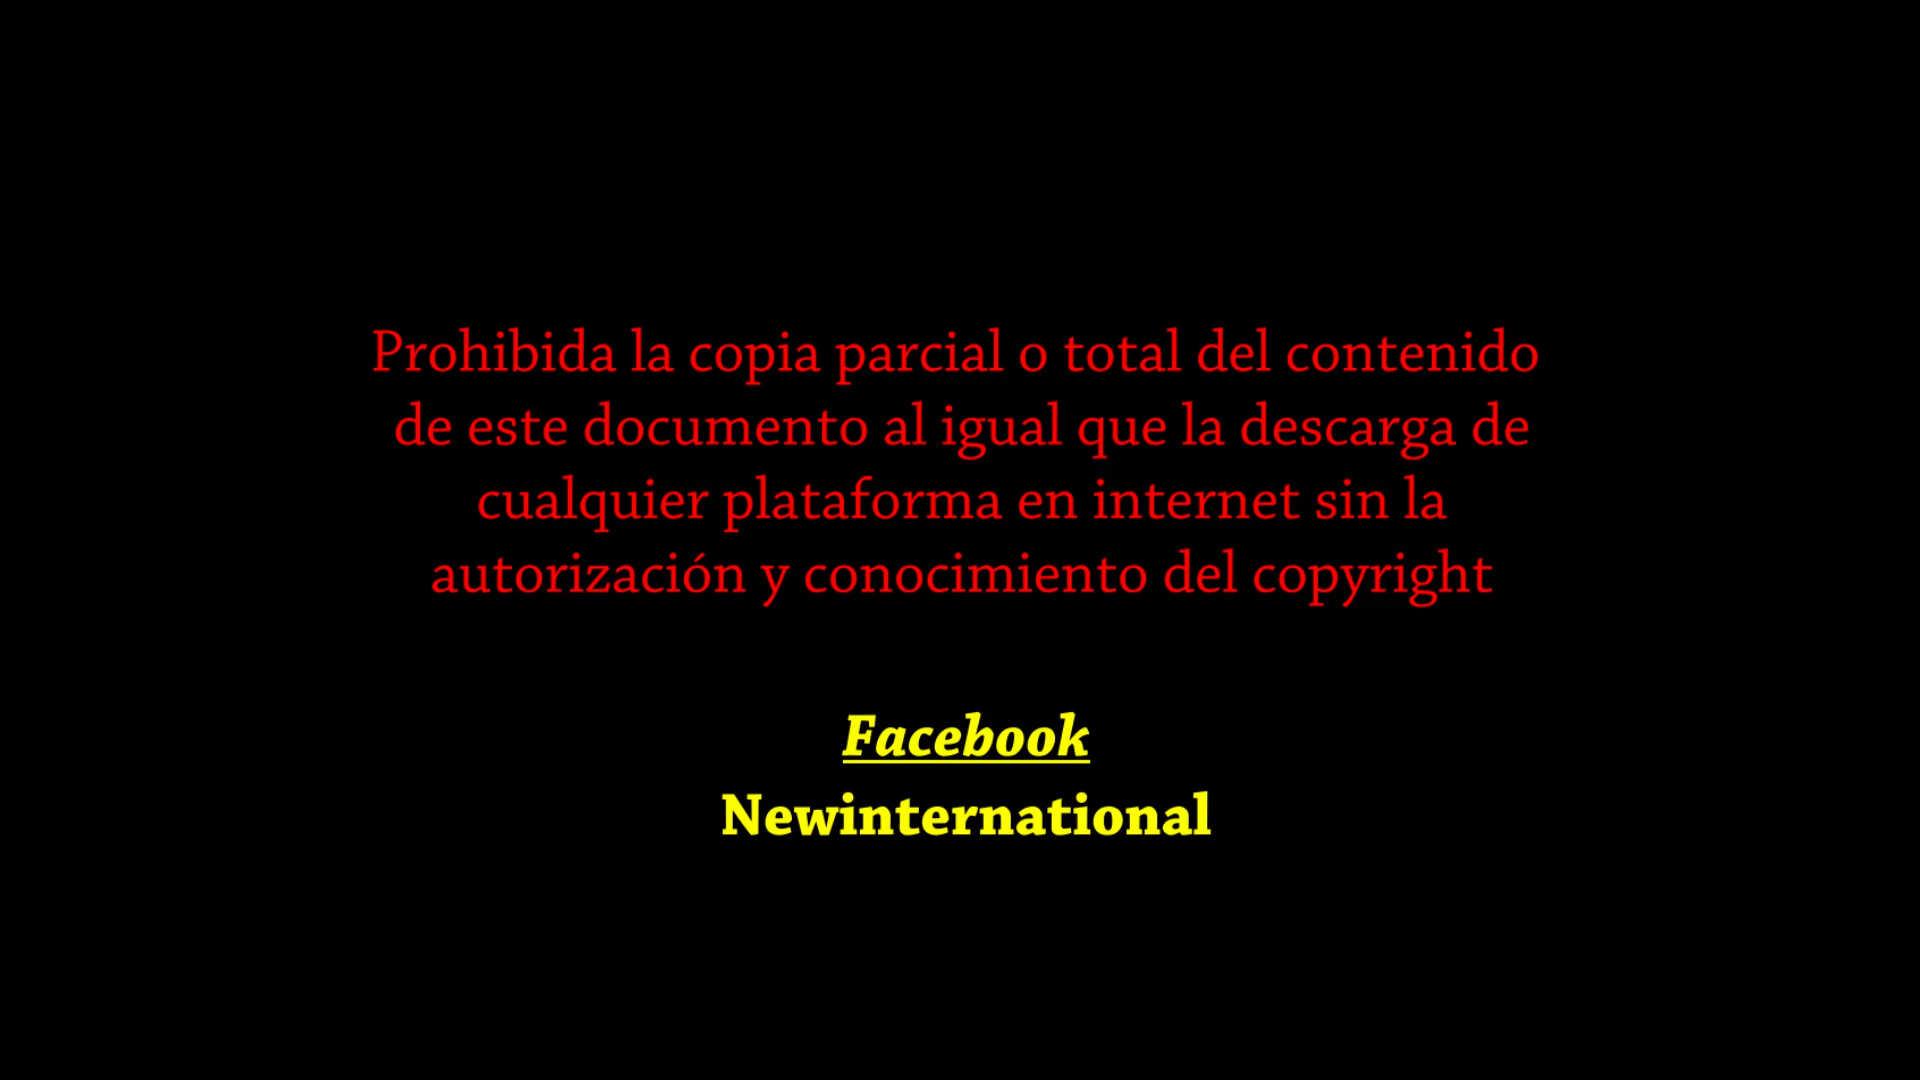 Prohibida la copia parcial o total del contenido
de este documento al igual que la descarga de
cualquier plataforma en internet sin la
autorización y conocimiento del copyright
Facebook
Newinternational